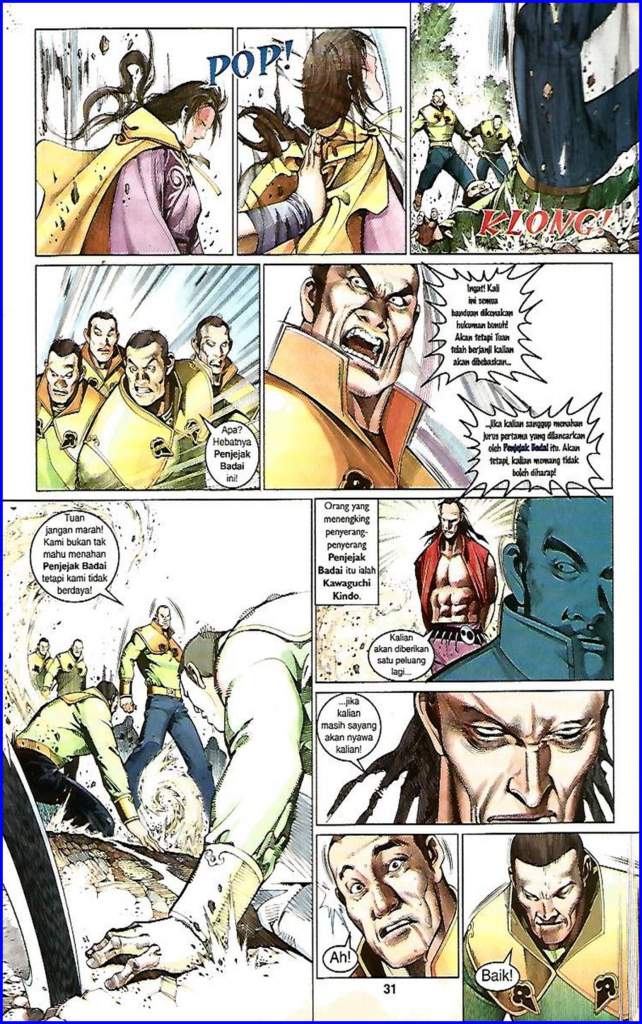 POP!
KLONG!
Apa?
Hebatnya
Penjejak
Badai
ini!
Ingat! Kali
ini semua
banduan dikenakan
hukuman bunuh!
Akan tetapi Tuan
telah berjanji kalian
akan dibebaskan...
...jika kalian sanggup menahan
jurus pertama yang dilancarkan
oleh Penjejak Badai itu. Akan
tetapi, kalian memang tidak
boleh diharap!
Tuan
jangan marah!
Kami bukan tak
mahu menahan
Penjejak Badai
tetapi kami tidak
berdaya!
Orang yang
menengking
penyerang-
penyerang
Penjejak
Badai itu ialah
Kawaguchi
Kindo.
Kalian
akan diberikan
satu peluang
lagi...
...jika
kalian
masih sayang
akan nyawa
kalian!
Ah!
Baik!
31